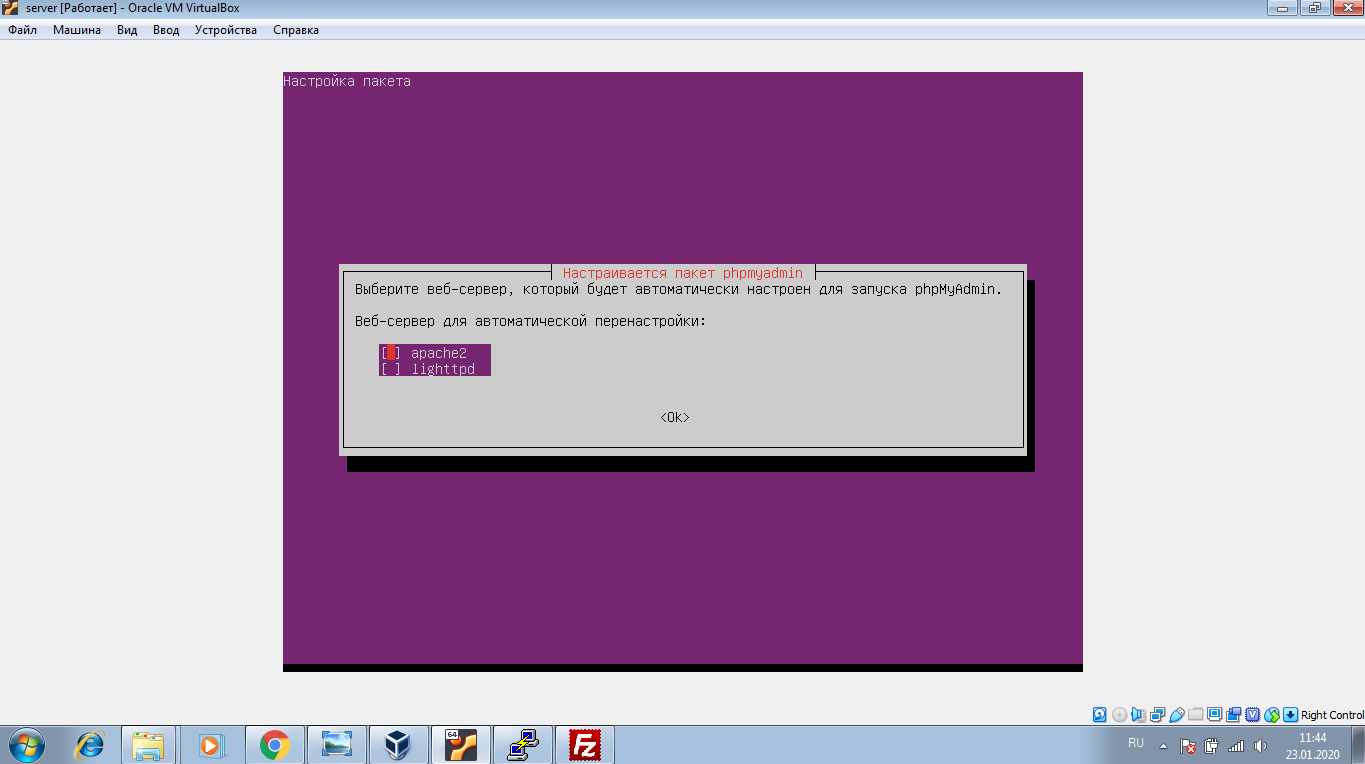 server [Работает] - Oracle VM VirtualBox
Файл Машина Вид Ввод Устройства Справка
Настройка пакета
Настраивается пакет phpmyadmin
Выберите веб-сервер, который будет автоматически настроен для запуска phpMyAdmin.
Веб-сервер для автоматической перенастройки:
[ ] apache2
[ ] lighttpd
<Ok>
Right Control
64
Fz
RU
11:44
23.01.2020